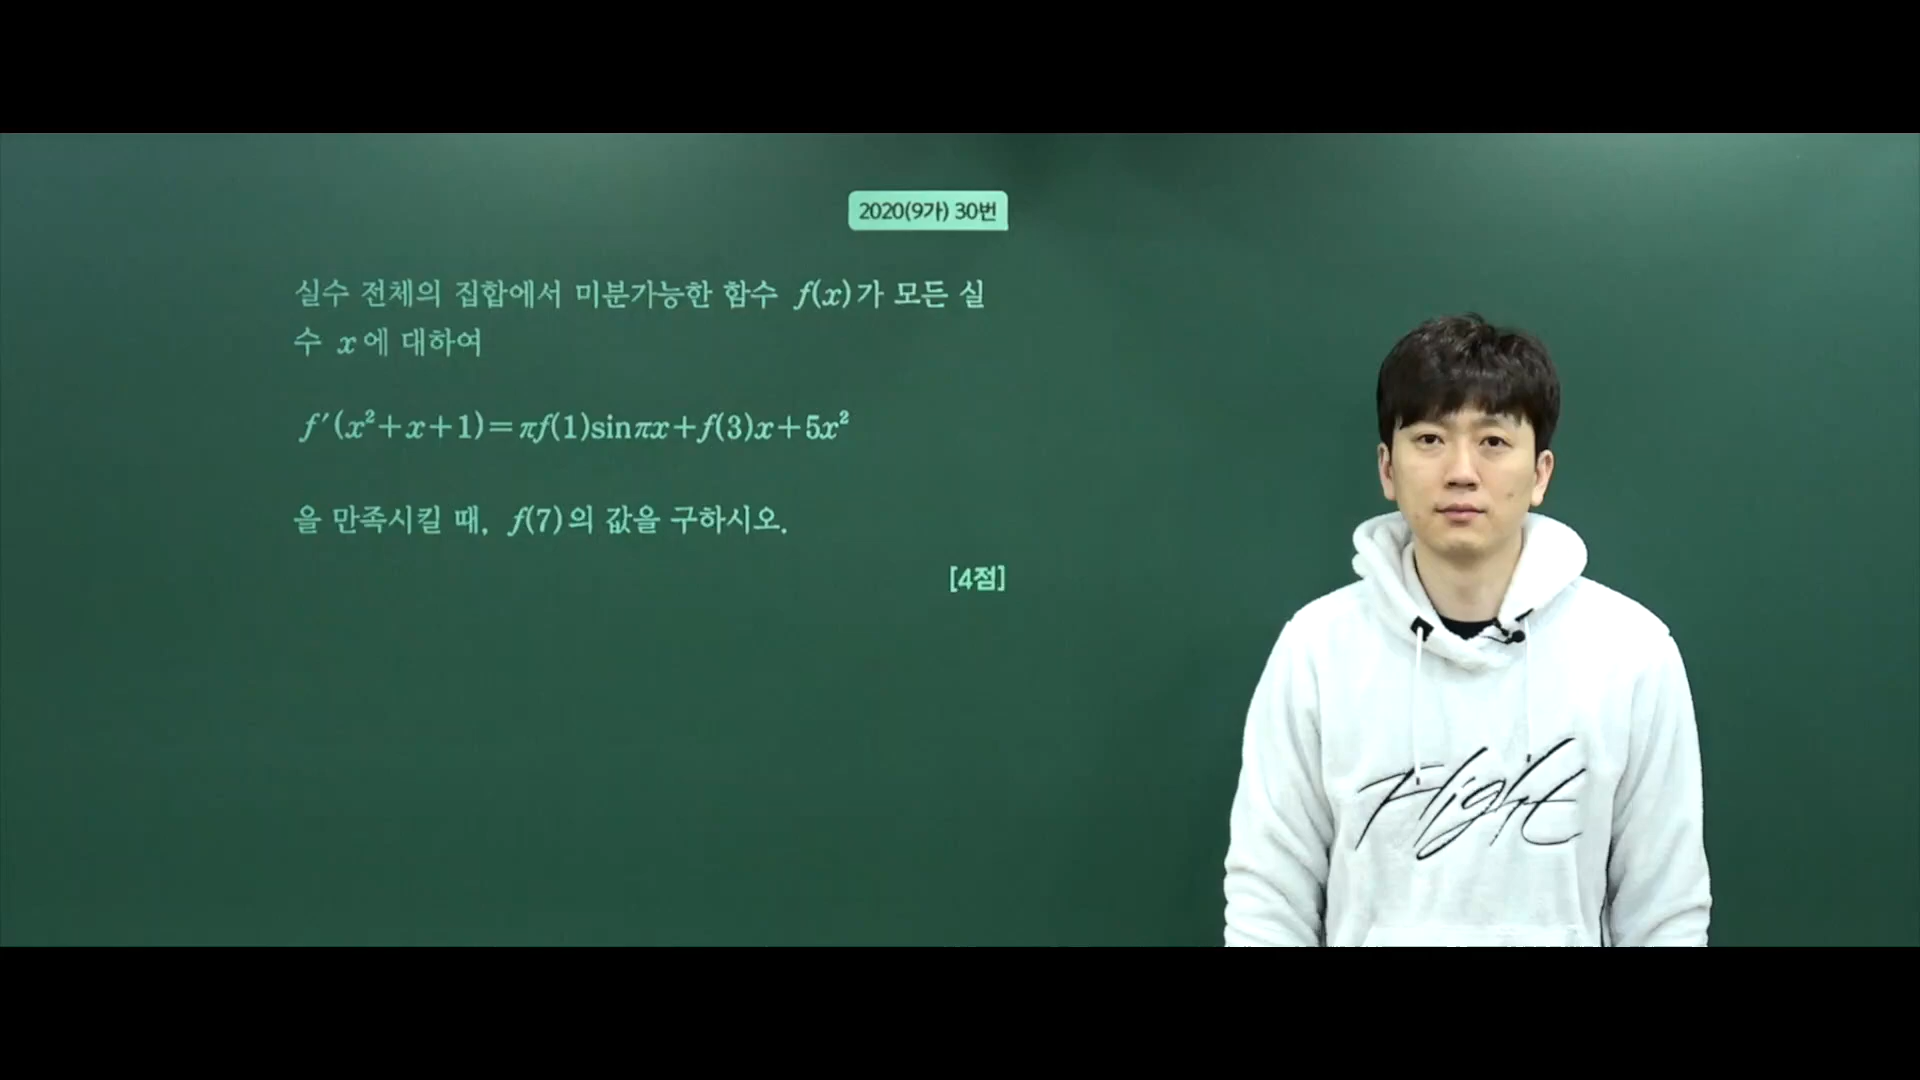 2020(9가) 30번
실수 전체의 집합에서 미분가능한 함수 f(x)가 모든 실
수 x에 대하여
f′(x²+x+1)=πf(1)sinπx+f(3)x+5x²
을 만족시킬 때, f(7)의 값을 구하시오.
[4점]
Flight